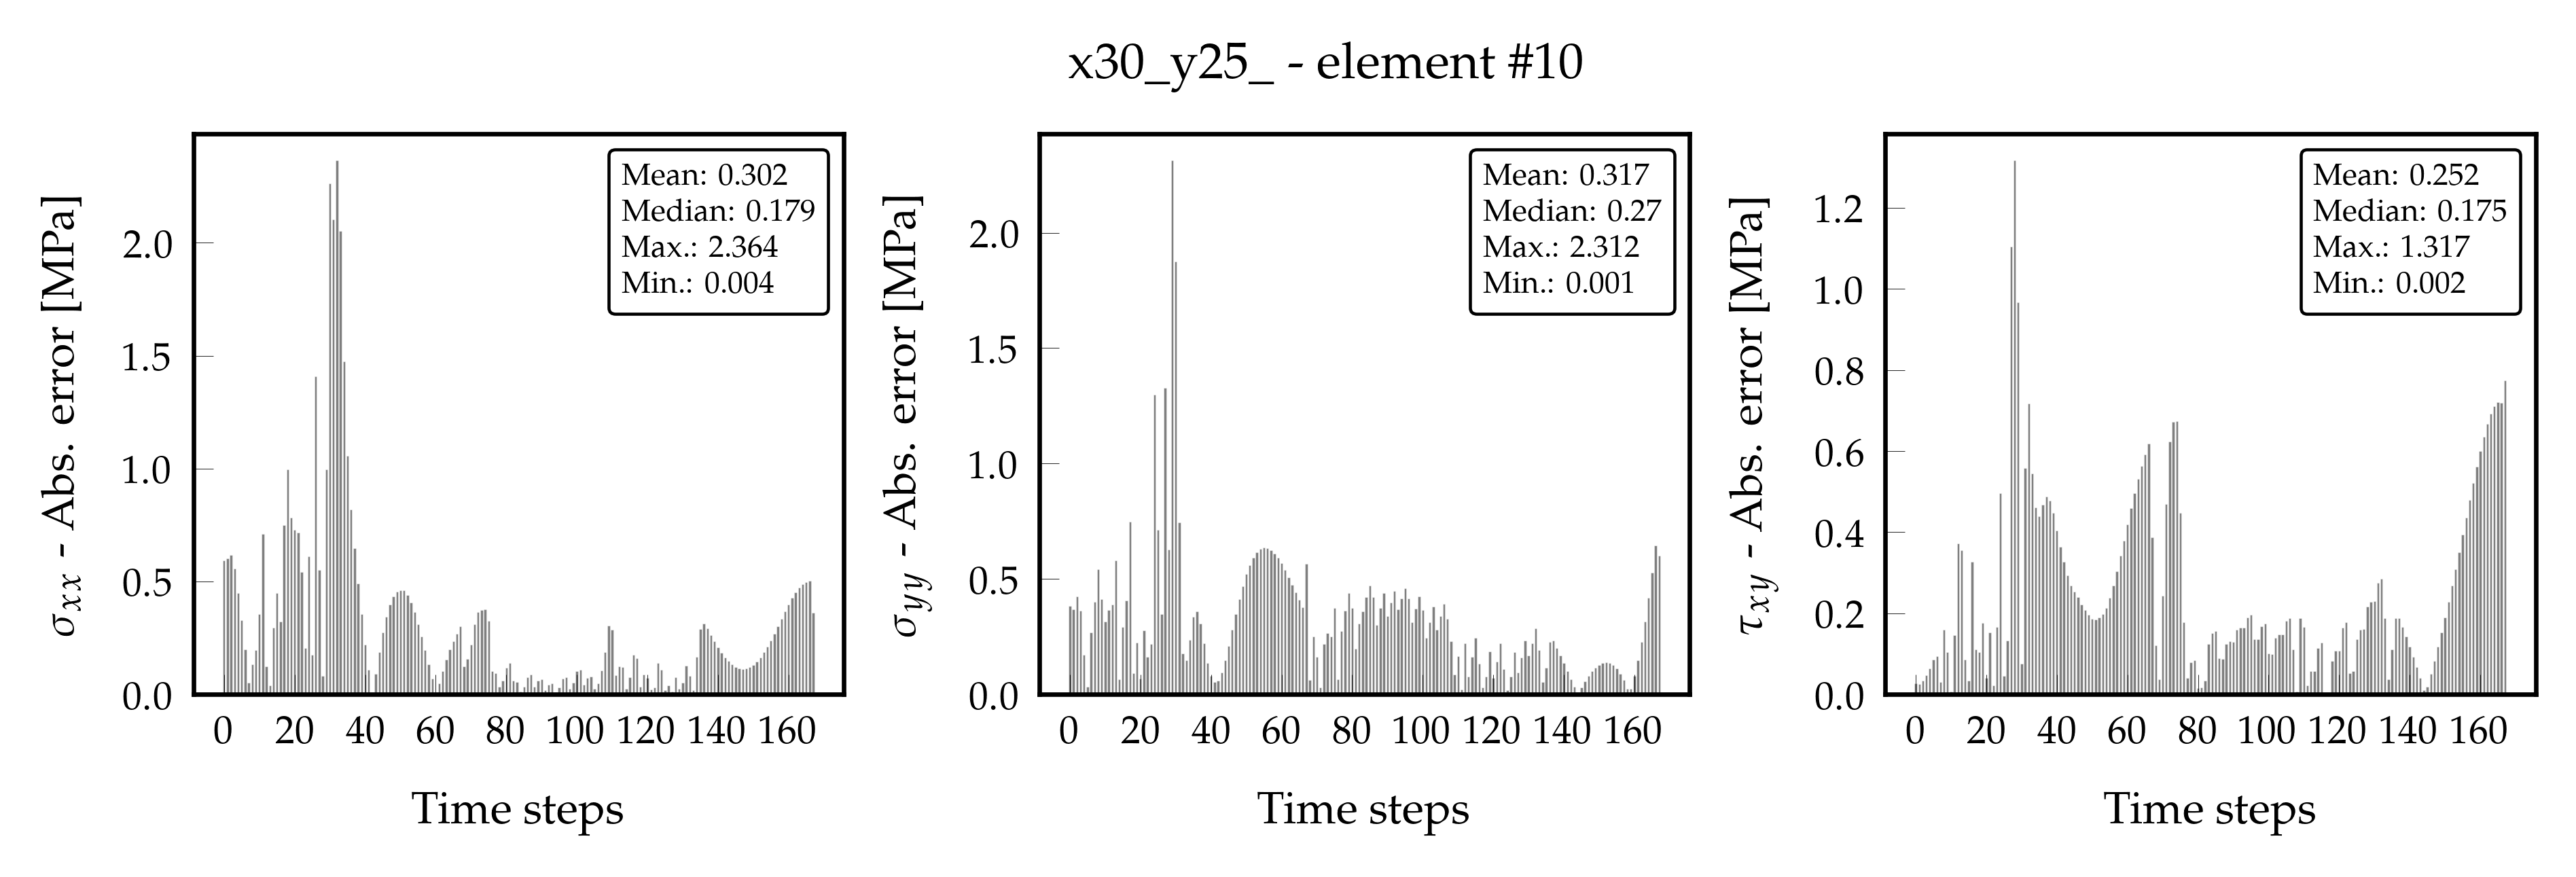 x30_y25_ - element #10
σxx - Abs. error [MPa]
2.0
1.5
1.0
0.5
0.0
Mean: 0.302
Median: 0.179
Max.: 2.364
Min.: 0.004
0 20 40 60 80 100 120 140 160
Time steps
σyy - Abs. error [MPa]
2.0
1.5
1.0
0.5
0.0
Mean: 0.317
Median: 0.27
Max.: 2.312
Min.: 0.001
0 20 40 60 80 100 120 140 160
Time steps
τxy - Abs. error [MPa]
1.2
1.0
0.8
0.6
0.4
0.2
0.0
Mean: 0.252
Median: 0.175
Max.: 1.317
Min.: 0.002
0 20 40 60 80 100 120 140 160
Time steps